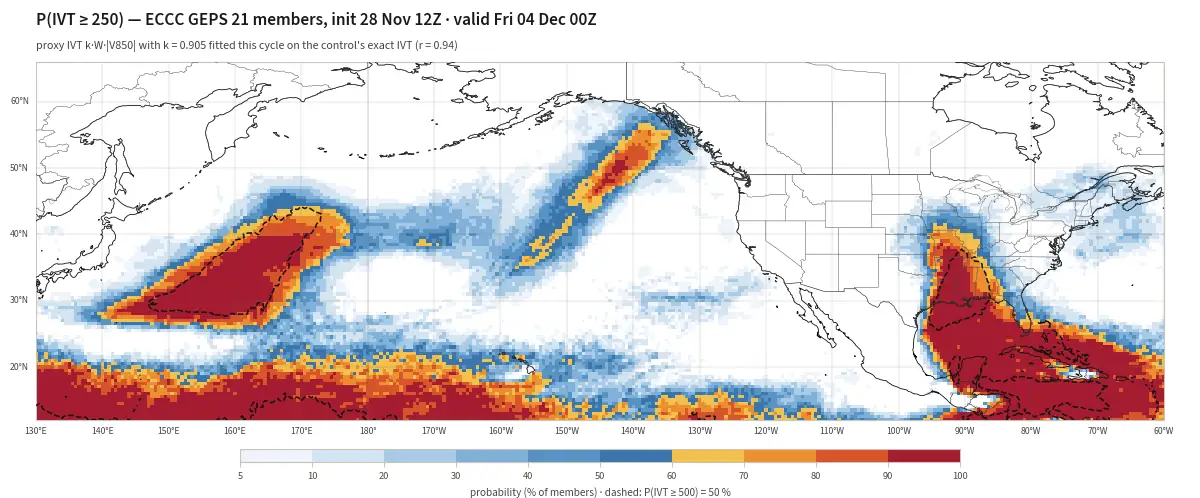 P(IVT ≥ 250) — ECCC GEPS 21 members, init 28 Nov 12Z · valid Fri 04 Dec 00Z
proxy IVT k·W·|V850| with k = 0.905 fitted this cycle on the control's exact IVT (r = 0.94)
60°N
50°N
40°N
30°N
20°N
130°E 140°E 150°E 160°E 170°E 180° 170°W 160°W 150°W 140°W 130°W 120°W 110°W 100°W 90°W 80°W 70°W 60°W
5 10 20 30 40 50 60 70 80 90 100
probability (% of members) · dashed: P(IVT ≥ 500) = 50 %